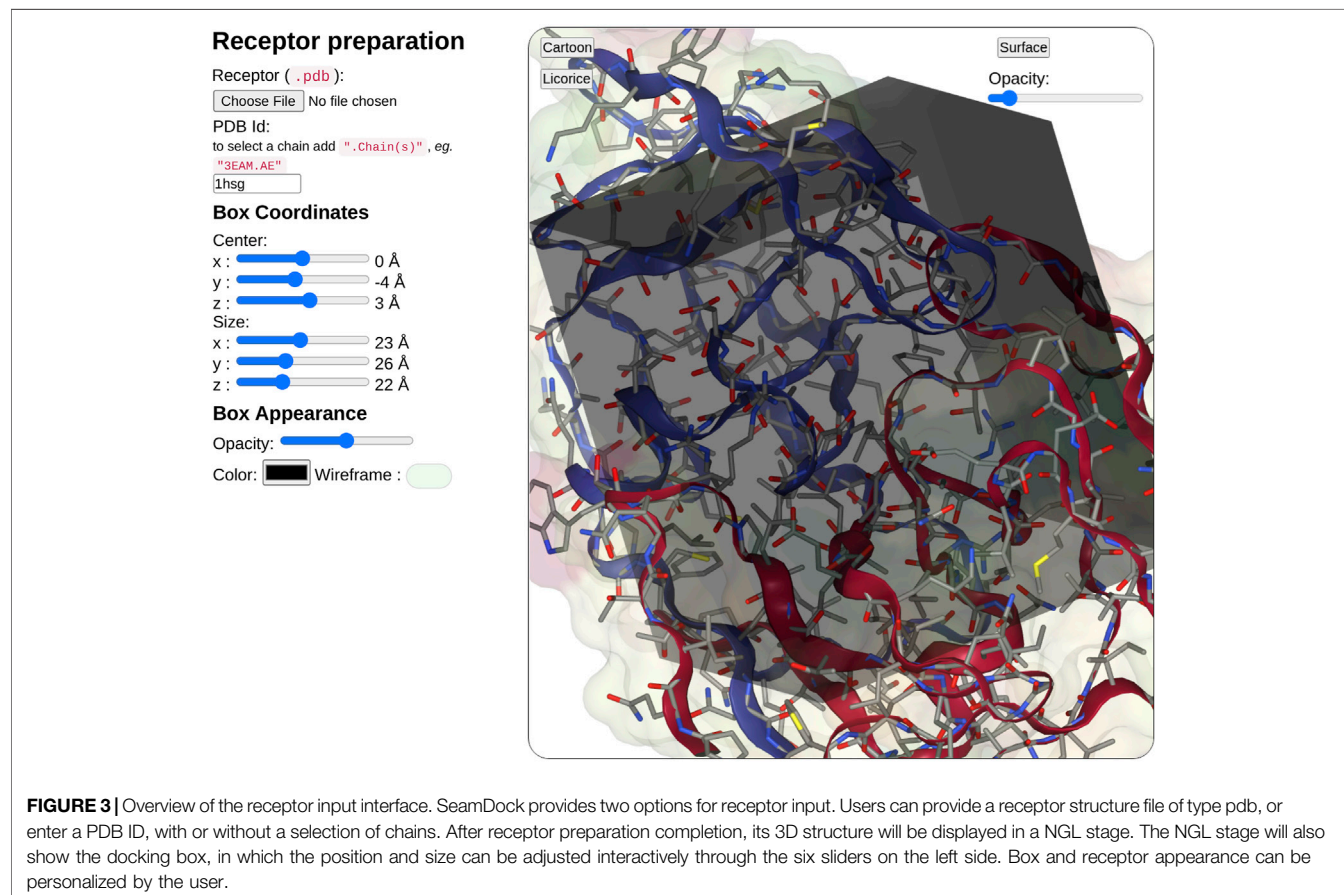 Receptor preparation
Receptor ( .pdb ):
Choose File No file chosen
PDB Id:
to select a chain add ".Chain(s)" , eg.
"3EAM.AE"
1hsg
Box Coordinates
Center:
x : 0 Å
y : -4 Å
z : 3 Å
Size:
x : 23 Å
y : 26 Å
z : 22 Å
Box Appearance
Opacity:
Color: Wireframe :
Cartoon
Licorice
Surface
Opacity:
FIGURE 3 | Overview of the receptor input interface. SeamDock provides two options for receptor input. Users can provide a receptor structure file of type pdb, or
enter a PDB ID, with or without a selection of chains. After receptor preparation completion, its 3D structure will be displayed in a NGL stage. The NGL stage will also
show the docking box, in which the position and size can be adjusted interactively through the six sliders on the left side. Box and receptor appearance can be
personalized by the user.